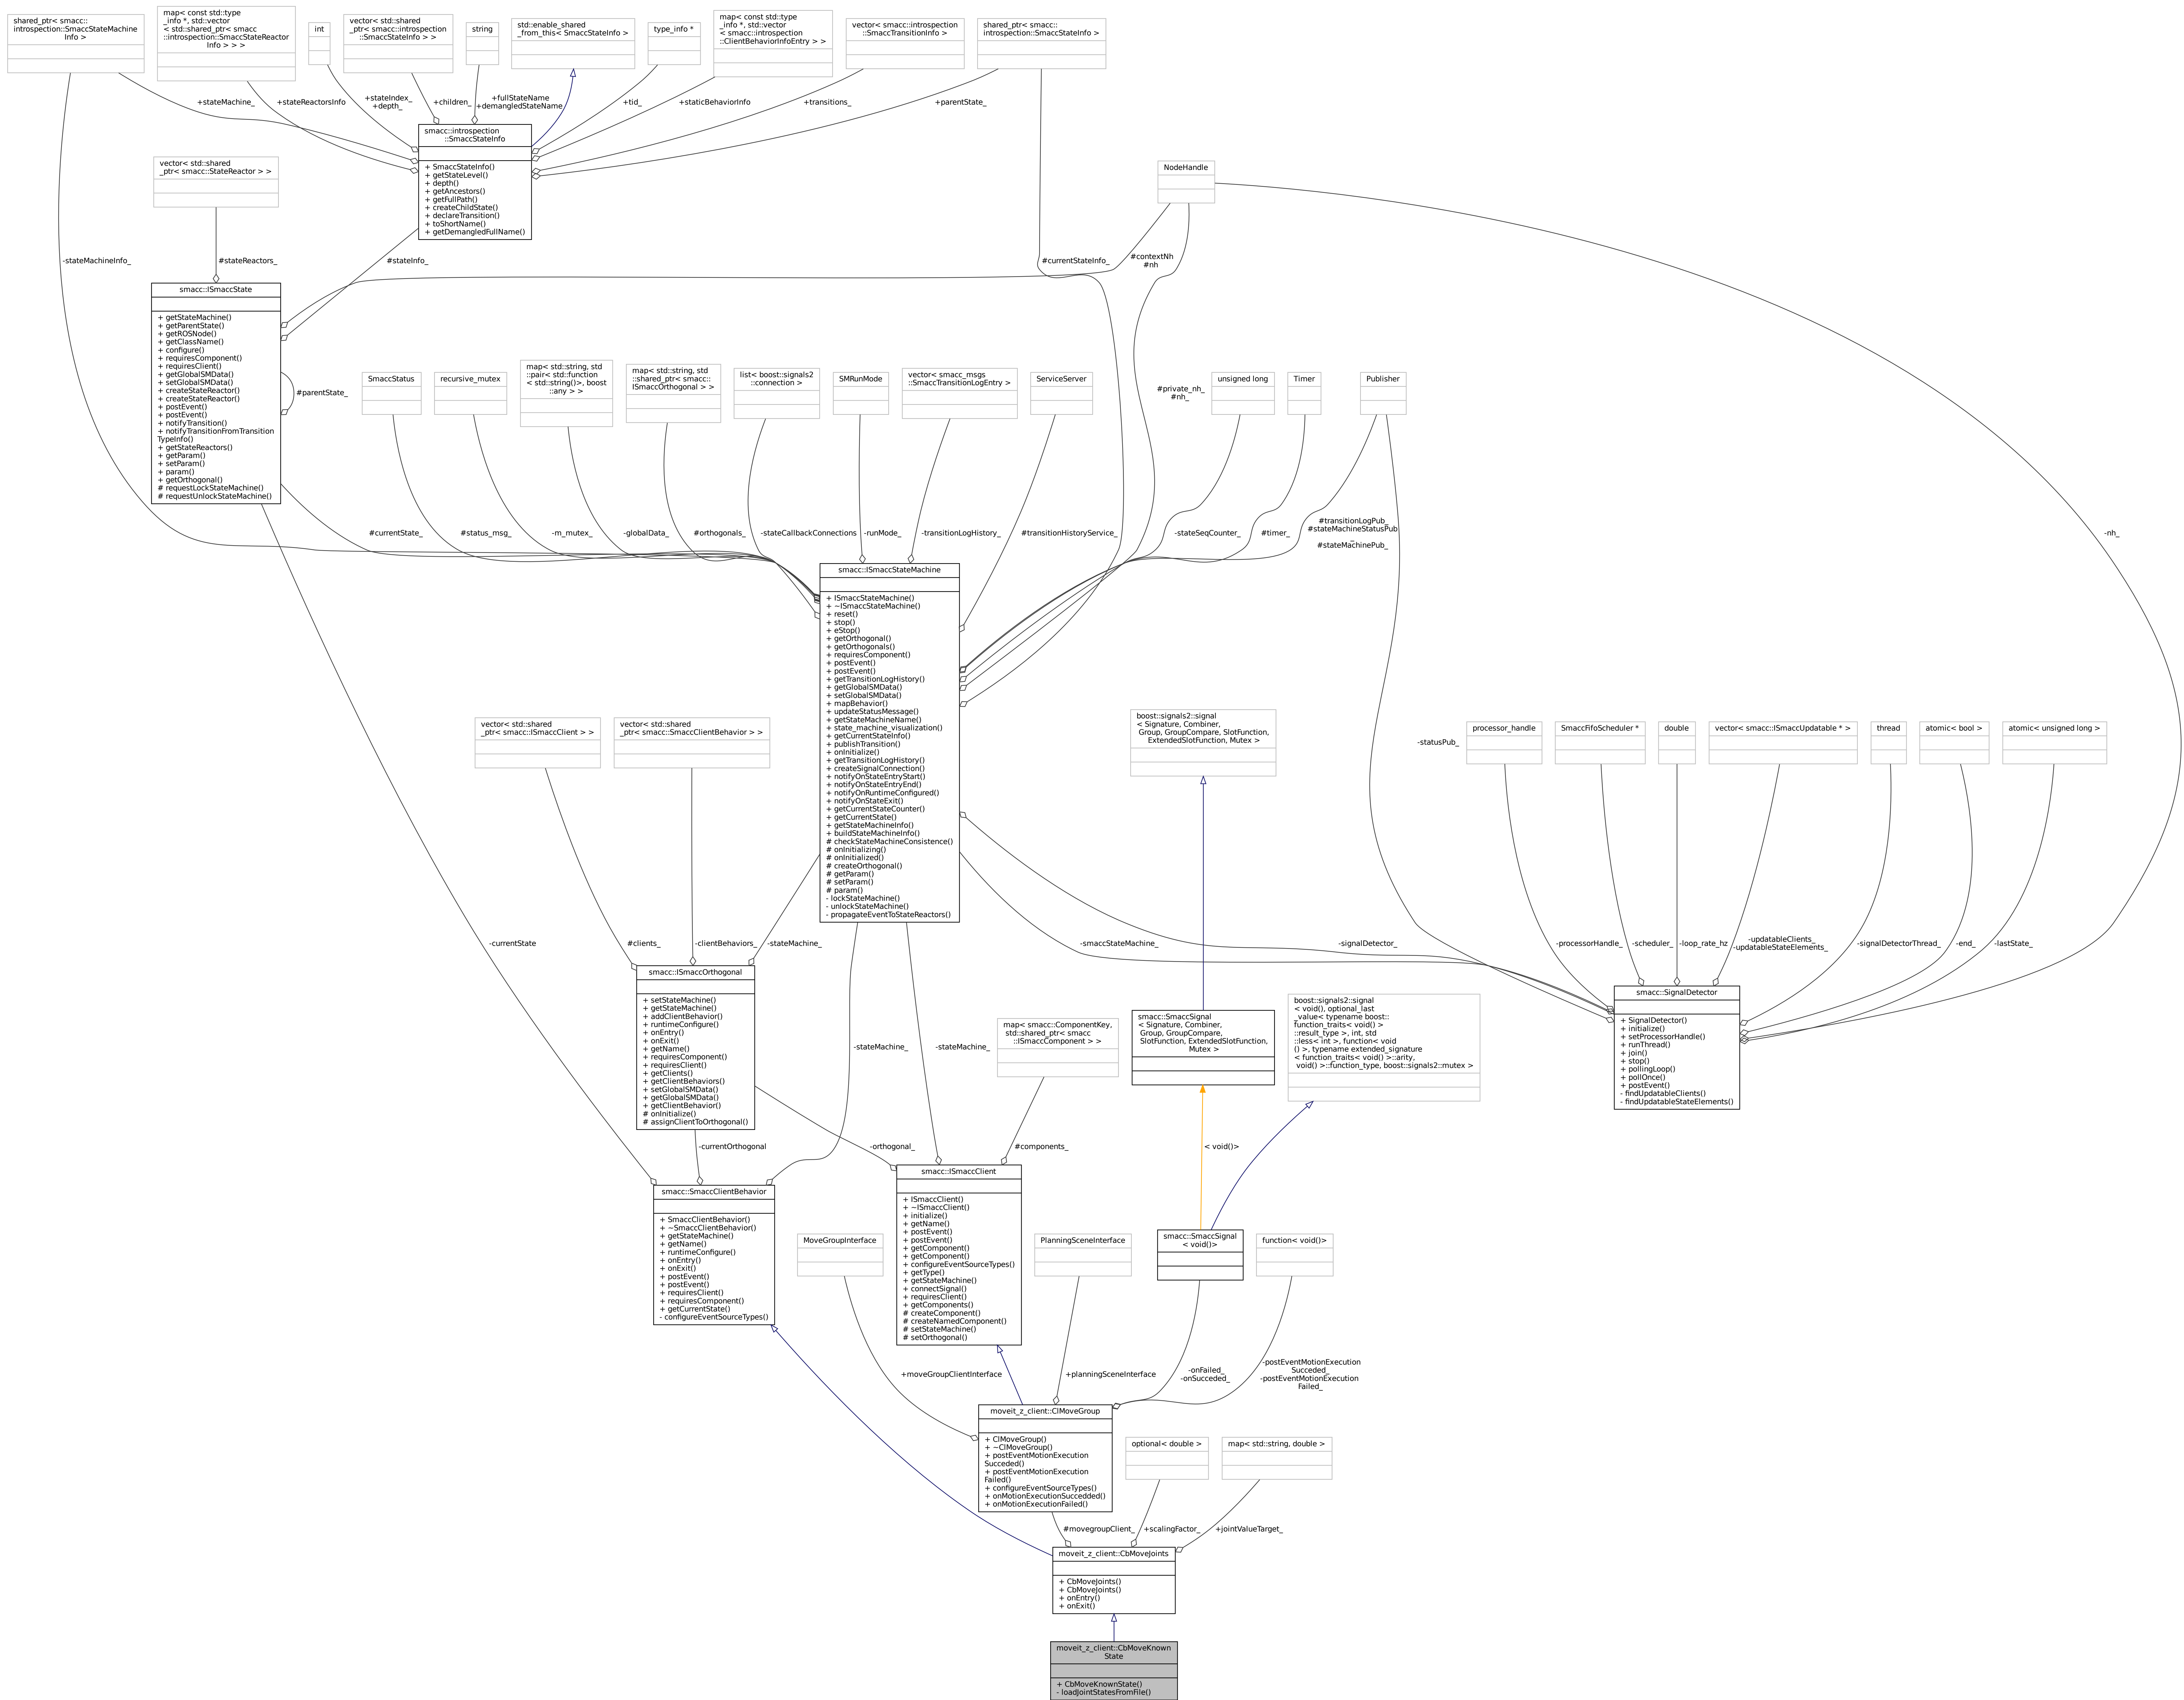 shared_ptr< smacc::
introspection::SmaccStateMachine
Info >
map< const std::type
_info *, std::vector
< std::shared_ptr< smacc
::introspection::SmaccStateReactor
Info > > >
int
vector< std::shared
_ptr< smacc::introspection
::SmaccStateInfo > >
string
std::enable_shared
_from_this< SmaccStateInfo >
type_info *
map< const std::type
_info *, std::vector
< smacc::introspection
::ClientBehaviorInfoEntry > >
vector< smacc::introspection
::SmaccTransitionInfo >
shared_ptr< smacc::
introspection::SmaccStateInfo >
+stateMachine_
+stateReactorsInfo
+stateIndex_
+depth_
+children_
+fullStateName
+demangledStateName
+tid_
+staticBehaviorInfo
+transitions_
+parentState_
smacc::introspection
::SmaccStateInfo
+ SmaccStateInfo()
+ getStateLevel()
+ depth()
+ getAncestors()
+ getFullPath()
+ createChildState()
+ declareTransition()
+ toShortName()
+ getDemangledFullName()
vector< std::shared
_ptr< smacc::StateReactor > >
NodeHandle
-stateMachineInfo_
#stateReactors_
#stateInfo_
#currentStateInfo_
#contextNh
#nh
smacc::ISmaccState
+ getStateMachine()
+ getParentState()
+ getROSNode()
+ getClassName()
+ configure()
+ requiresComponent()
+ requiresClient()
+ getGlobalSMData()
+ setGlobalSMData()
+ createStateReactor()
+ createStateReactor()
+ postEvent()
+ postEvent()
+ notifyTransition()
+ notifyTransitionFromTransition
TypeInfo()
+ getStateReactors()
+ getParam()
+ setParam()
+ param()
+ getOrthogonal()
# requestLockStateMachine()
# requestUnlockStateMachine()
#parentState_
SmaccStatus
recursive_mutex
map< std::string, std
::pair< std::function
< std::string()>, boost
::any > >
map< std::string, std
::shared_ptr< smacc::
ISmaccOrthogonal > >
list< boost::signals2
::connection >
SMRunMode
vector< smacc_msgs
::SmaccTransitionLogEntry >
ServiceServer
#private_nh_
#nh_
unsigned long
Timer
Publisher
#currentState_
#status_msg_
-m_mutex_
-globalData_
#orthogonals_
-stateCallbackConnections
-runMode_
-transitionLogHistory_
#transitionHistoryService_
-stateSeqCounter_
#timer_
#transitionLogPub_
#stateMachineStatusPub
_
#stateMachinePub_
-nh_
smacc::ISmaccStateMachine
+ ISmaccStateMachine()
+ ~ISmaccStateMachine()
+ reset()
+ stop()
+ eStop()
+ getOrthogonal()
+ getOrthogonals()
+ requiresComponent()
+ postEvent()
+ postEvent()
+ getTransitionLogHistory()
+ getGlobalSMData()
+ setGlobalSMData()
+ mapBehavior()
+ updateStatusMessage()
+ getStateMachineName()
+ state_machine_visualization()
+ getCurrentStateInfo()
+ publishTransition()
+ onInitialize()
+ getTransitionLogHistory()
+ createSignalConnection()
+ notifyOnStateEntryStart()
+ notifyOnStateEntryEnd()
+ notifyOnRuntimeConfigured()
+ notifyOnStateExit()
+ getCurrentStateCounter()
+ getCurrentState()
+ getStateMachineInfo()
+ buildStateMachineInfo()
# checkStateMachineConsistence()
# onInitializing()
# onInitialized()
# createOrthogonal()
# getParam()
# setParam()
# param()
- lockStateMachine()
- unlockStateMachine()
- propagateEventToStateReactors()
vector< std::shared
_ptr< smacc::ISmaccClient > >
vector< std::shared
_ptr< smacc::SmaccClientBehavior > >
boost::signals2::signal
< Signature, Combiner,
Group, GroupCompare, SlotFunction,
ExtendedSlotFunction, Mutex >
-statusPub_
processor_handle
SmaccFifoScheduler *
double
vector< smacc::ISmaccUpdatable * >
thread
atomic< bool >
atomic< unsigned long >
-currentState
#clients_
-clientBehaviors_
-stateMachine_
-smaccStateMachine_
-signalDetector_
-processorHandle_
-scheduler_
-loop_rate_hz
-updatableClients_
-updatableStateElements_
-signalDetectorThread_
-end_
-lastState_
smacc::ISmaccOrthogonal
+ setStateMachine()
+ getStateMachine()
+ addClientBehavior()
+ runtimeConfigure()
+ onEntry()
+ onExit()
+ getName()
+ requiresComponent()
+ requiresClient()
+ getClients()
+ getClientBehaviors()
+ setGlobalSMData()
+ getGlobalSMData()
+ getClientBehavior()
# onInitialize()
# assignClientToOrthogonal()
-stateMachine_
-stateMachine_
map< smacc::ComponentKey,
std::shared_ptr< smacc
::ISmaccComponent > >
smacc::SmaccSignal
< Signature, Combiner,
Group, GroupCompare,
SlotFunction, ExtendedSlotFunction,
Mutex >
boost::signals2::signal
< void(), optional_last
_value< typename boost::
function_traits< void() >
::result_type >, int, std
::less< int >, function< void
() >, typename extended_signature
< function_traits< void() >::arity,
void() >::function_type, boost::signals2::mutex >
smacc::SignalDetector
+ SignalDetector()
+ initialize()
+ setProcessorHandle()
+ runThread()
+ join()
+ stop()
+ pollingLoop()
+ pollOnce()
+ postEvent()
- findUpdatableClients()
- findUpdatableStateElements()
-currentOrthogonal
-orthogonal_
#components_
< void()>
smacc::SmaccClientBehavior
+ SmaccClientBehavior()
+ ~SmaccClientBehavior()
+ getStateMachine()
+ getName()
+ runtimeConfigure()
+ onEntry()
+ onExit()
+ postEvent()
+ postEvent()
+ requiresClient()
+ requiresComponent()
+ getCurrentState()
- configureEventSourceTypes()
MoveGroupInterface
smacc::ISmaccClient
+ ISmaccClient()
+ ~ISmaccClient()
+ initialize()
+ getName()
+ postEvent()
+ postEvent()
+ getComponent()
+ getComponent()
+ configureEventSourceTypes()
+ getType()
+ getStateMachine()
+ connectSignal()
+ requiresClient()
+ getComponents()
# createComponent()
# createNamedComponent()
# setStateMachine()
# setOrthogonal()
PlanningSceneInterface
smacc::SmaccSignal
< void()>
function< void()>
+moveGroupClientInterface
+planningSceneInterface
-onFailed_
-onSucceded_
-postEventMotionExecution
Succeded_
-postEventMotionExecution
Failed_
moveit_z_client::ClMoveGroup
+ ClMoveGroup()
+ ~ClMoveGroup()
+ postEventMotionExecution
Succeded()
+ postEventMotionExecution
Failed()
+ configureEventSourceTypes()
+ onMotionExecutionSuccedded()
+ onMotionExecutionFailed()
optional< double >
map< std::string, double >
#movegroupClient_
+scalingFactor_
+jointValueTarget_
moveit_z_client::CbMoveJoints
+ CbMoveJoints()
+ CbMoveJoints()
+ onEntry()
+ onExit()
moveit_z_client::CbMoveKnown
State
+ CbMoveKnownState()
- loadJointStatesFromFile()